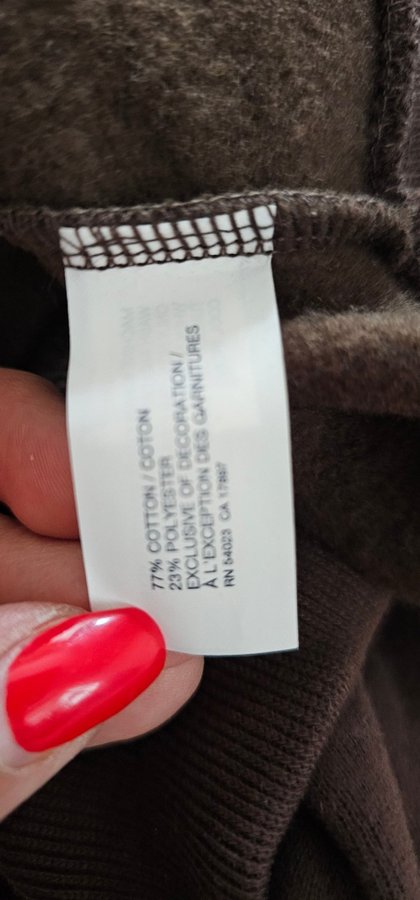 77% COTTON / COTON
23% POLYESTER
EXCLUSIVE OF DECORATION /
À L'EXCEPTION DES GARNITURES
RN 54023 CA 17897